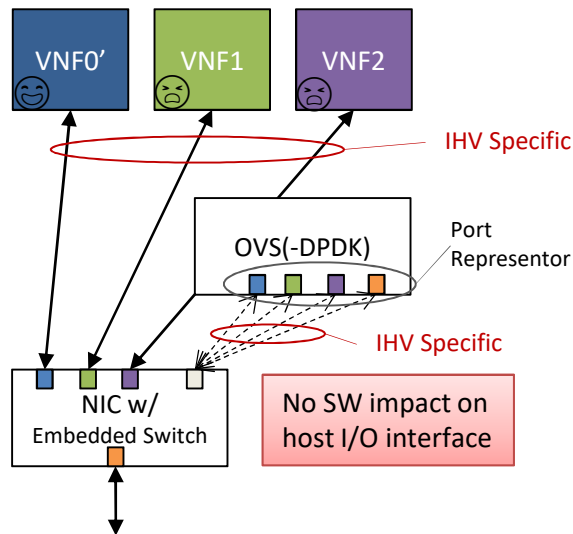 VNF0’
VNF1
VNF2
IHV Specific
OVS(-DPDK)
Port
Representor
IHV Specific
NIC w/
Embedded Switch
No SW impact on
host I/O interface